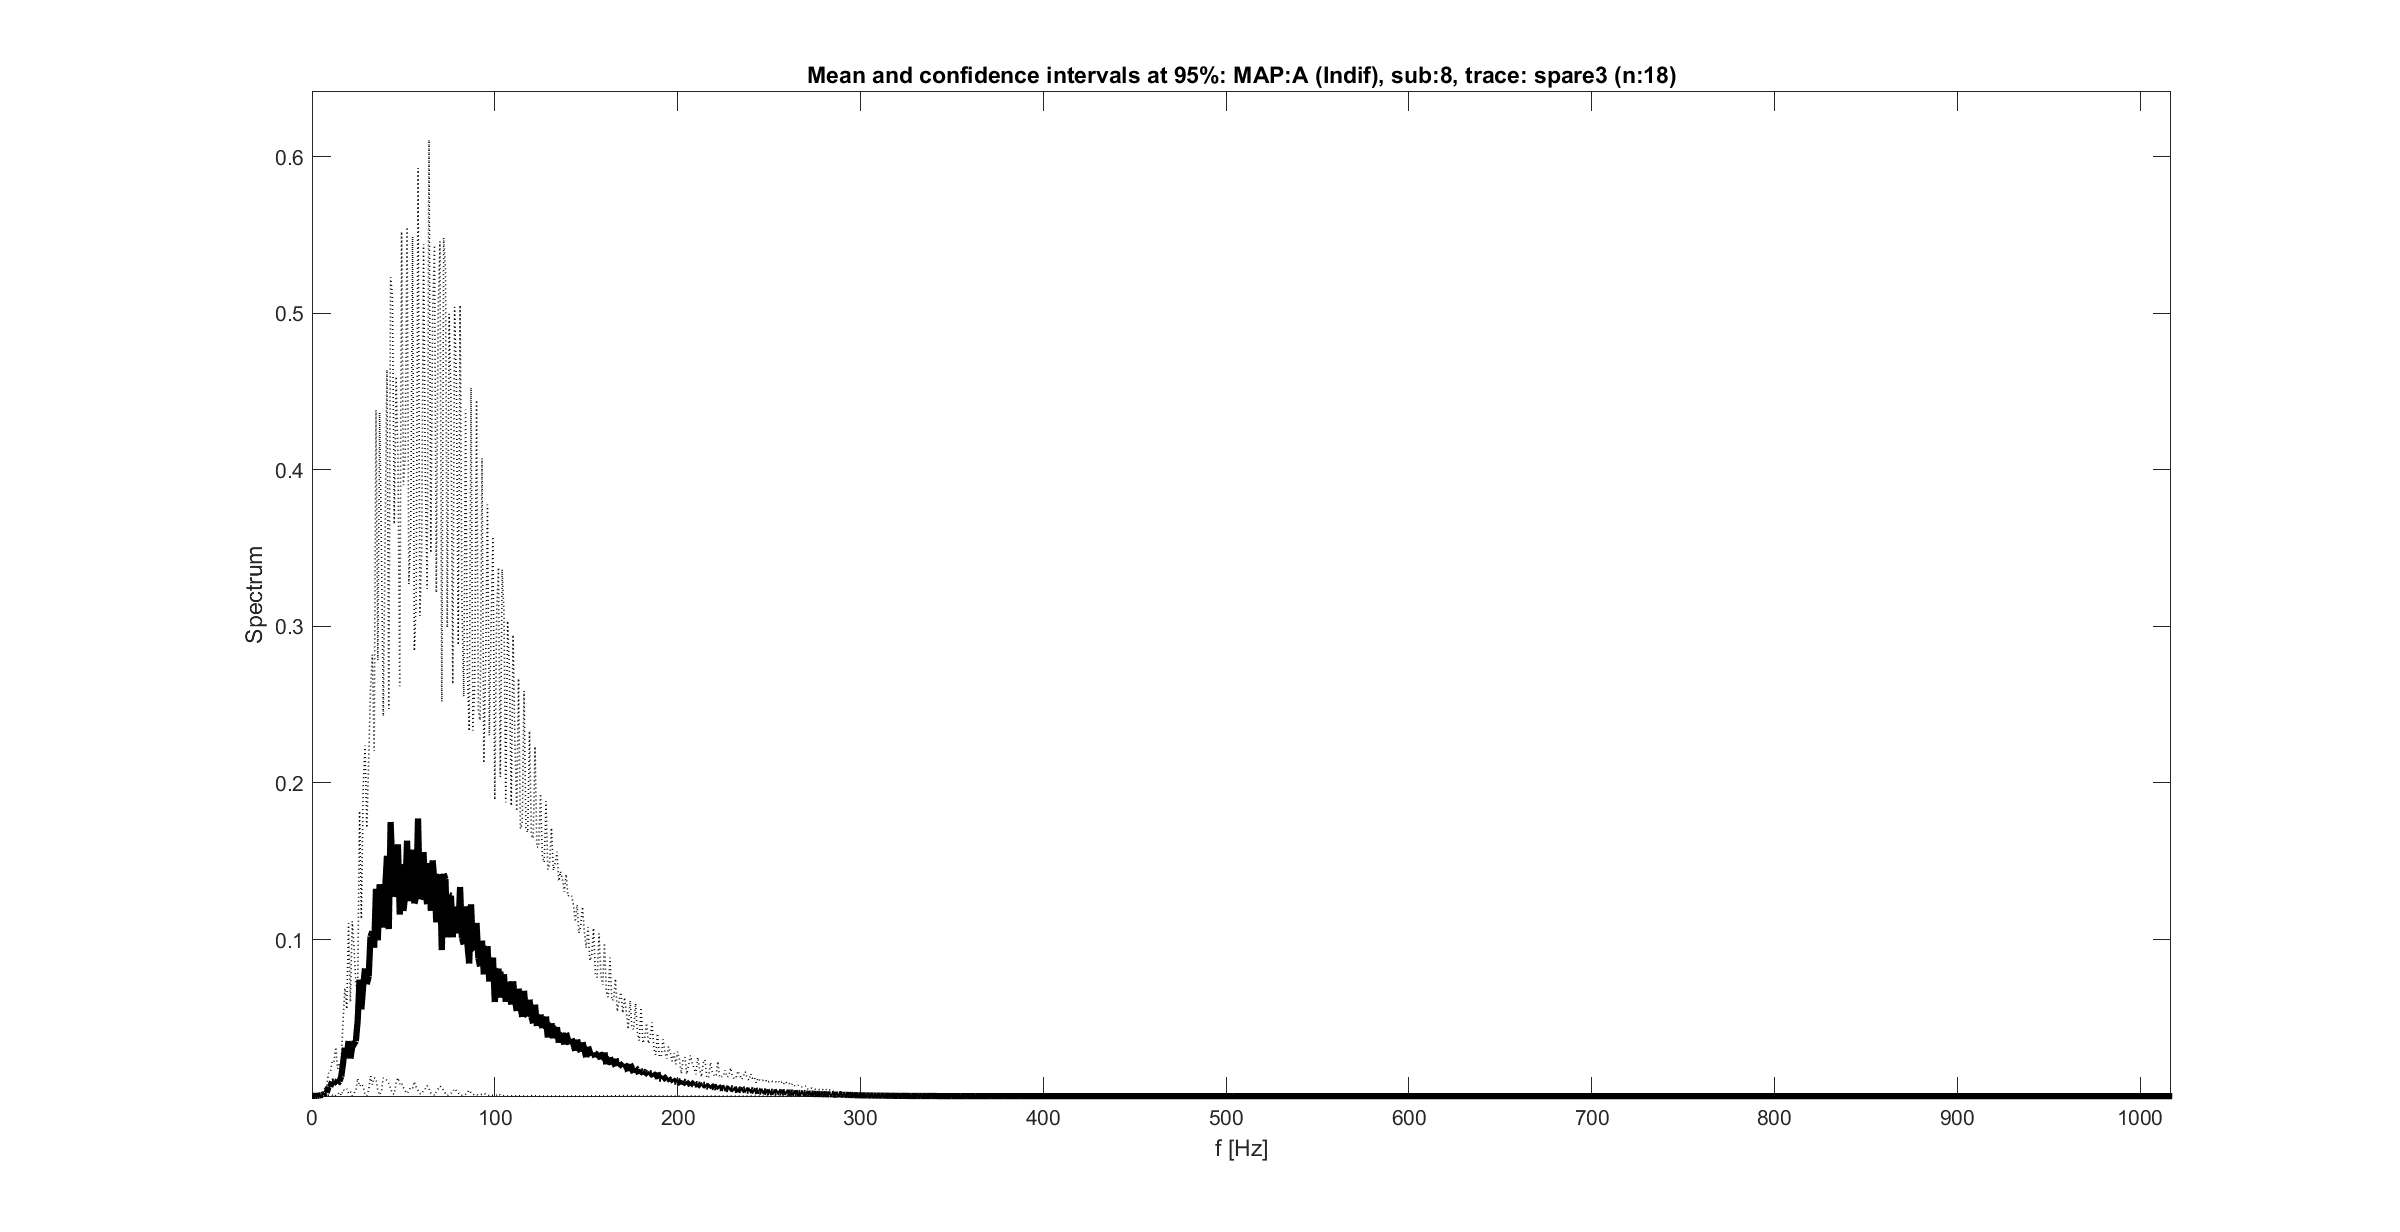 Mean and confidence intervals at 95%: MAP:A (Indif), sub:8, trace: spare3 (n:18)
0.6
0.5
0.4
0.3
0.2
0.1
Spectrum
0 100 200 300 400 500 600 700 800 900 1000
f [Hz]